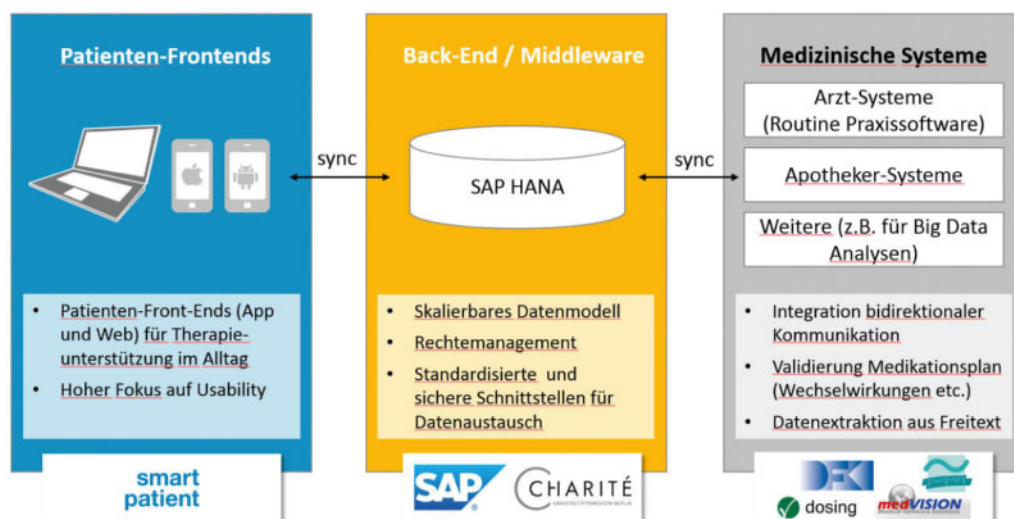 Patienten-Frontends
sync
Patienten-Front-Ends (App
und Web) für Therapie-
unterstützung im Alltag
Hoher Fokus auf Usability
smart
patient
Back-End / Middleware
SAP HANA
sync
Skalierbares Datenmodell
Rechtemanagement
Standardisierte und
sichere Schnittstellen für
Datenaustausch
SAP
CHARITÉ
UNIVERSITÄTSMEDIZIN BERLIN
Medizinische Systeme
Arzt-Systeme
(Routine Praxissoftware)
Apotheker-Systeme
Weitere (z.B. für Big Data
Analysen)
Integration bidirektionaler
Kommunikation
Validierung Medikationsplan
(Wechselwirkungen etc.)
Datenextraktion aus Freitext
DFKI
dosing
medVISION